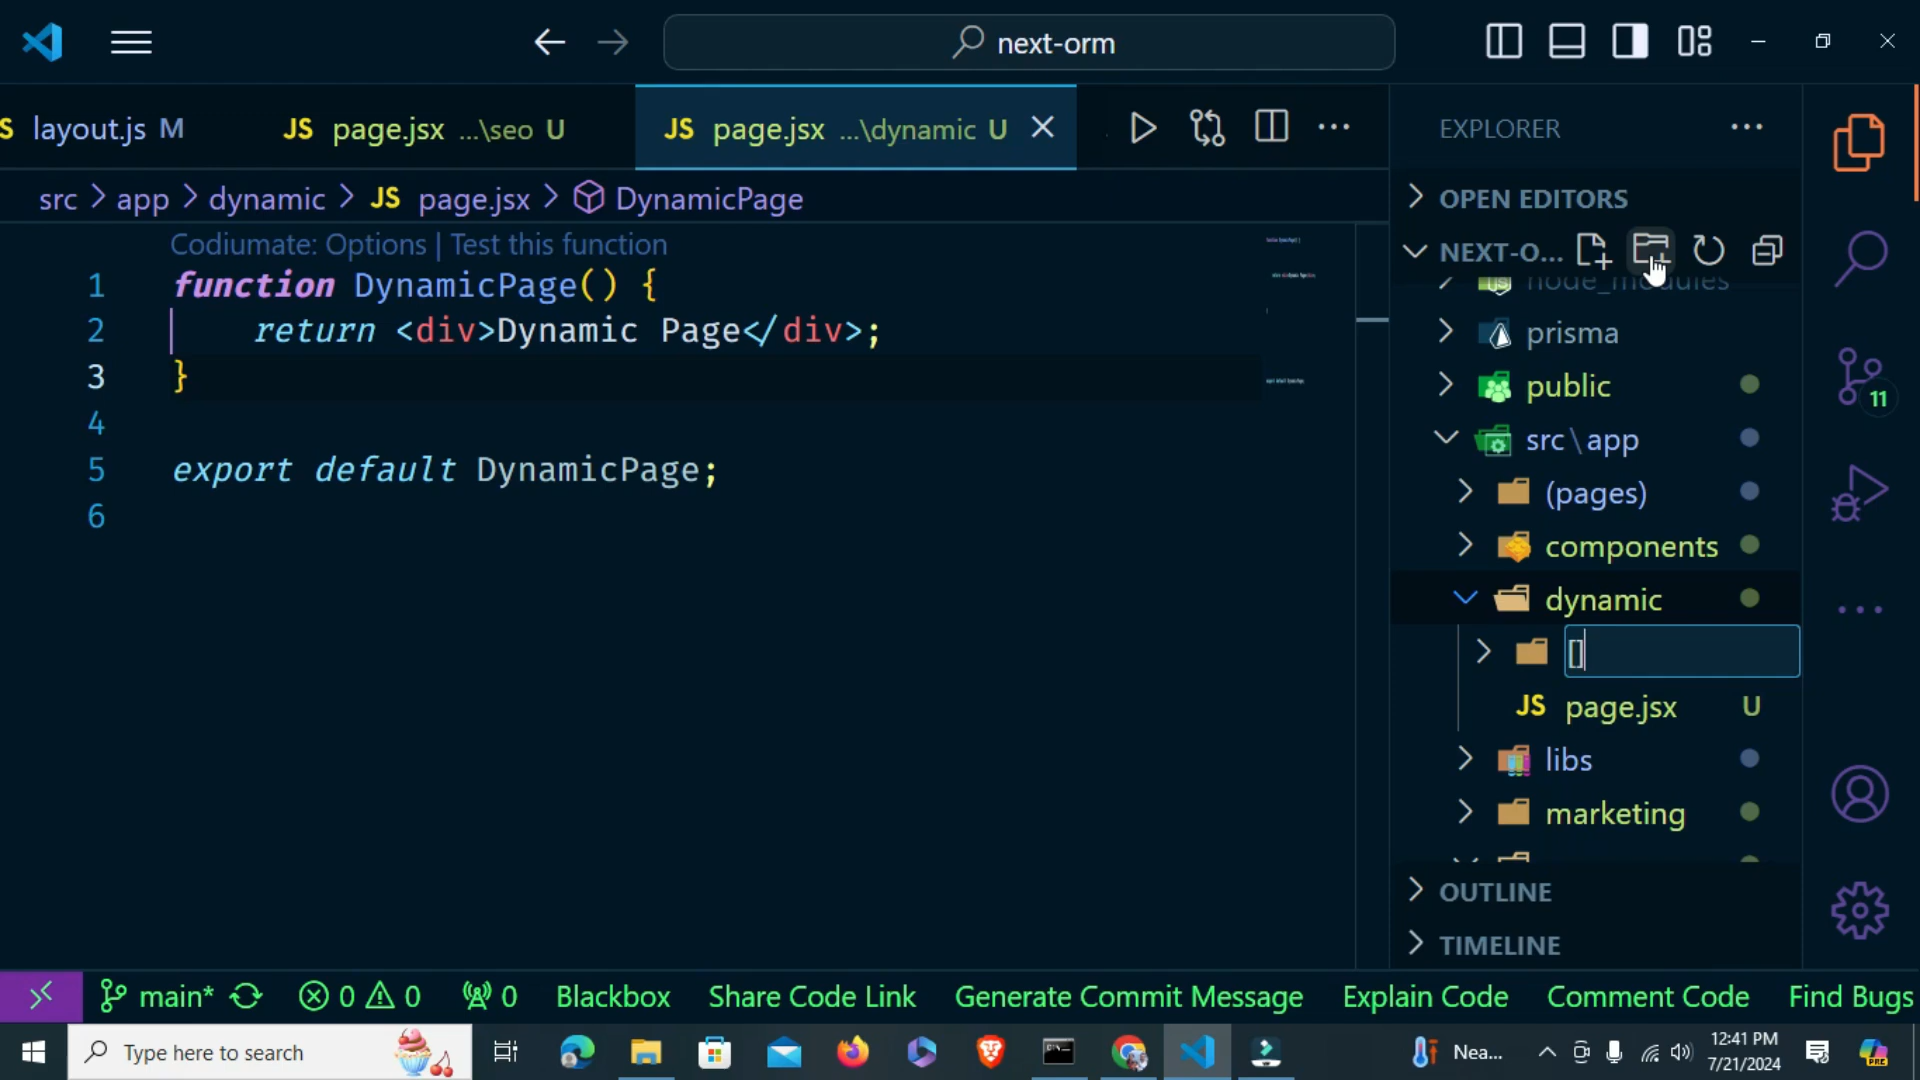 next-orm
S layout.js M
JS page.jsx ...\seo U
JS page.jsx ...\dynamic U
src > app > dynamic > JS page.jsx > DynamicPage
Codiumate: Options | Test this function
1 function DynamicPage() {
2 return <div>Dynamic Page</div>;
3 }
4
5 export default DynamicPage;
6
EXPLORER
OPEN EDITORS
NEXT-O...
node_modules
prisma
public
src\app
(pages)
components
dynamic
[]
JS page.jsx U
libs
marketing
OUTLINE
TIMELINE
11
main*
0
0
0
Blackbox
Share Code Link
Generate Commit Message
Explain Code
Comment Code
Find Bugs
Type here to search
Nea...
12:41 PM
7/21/2024
PRE